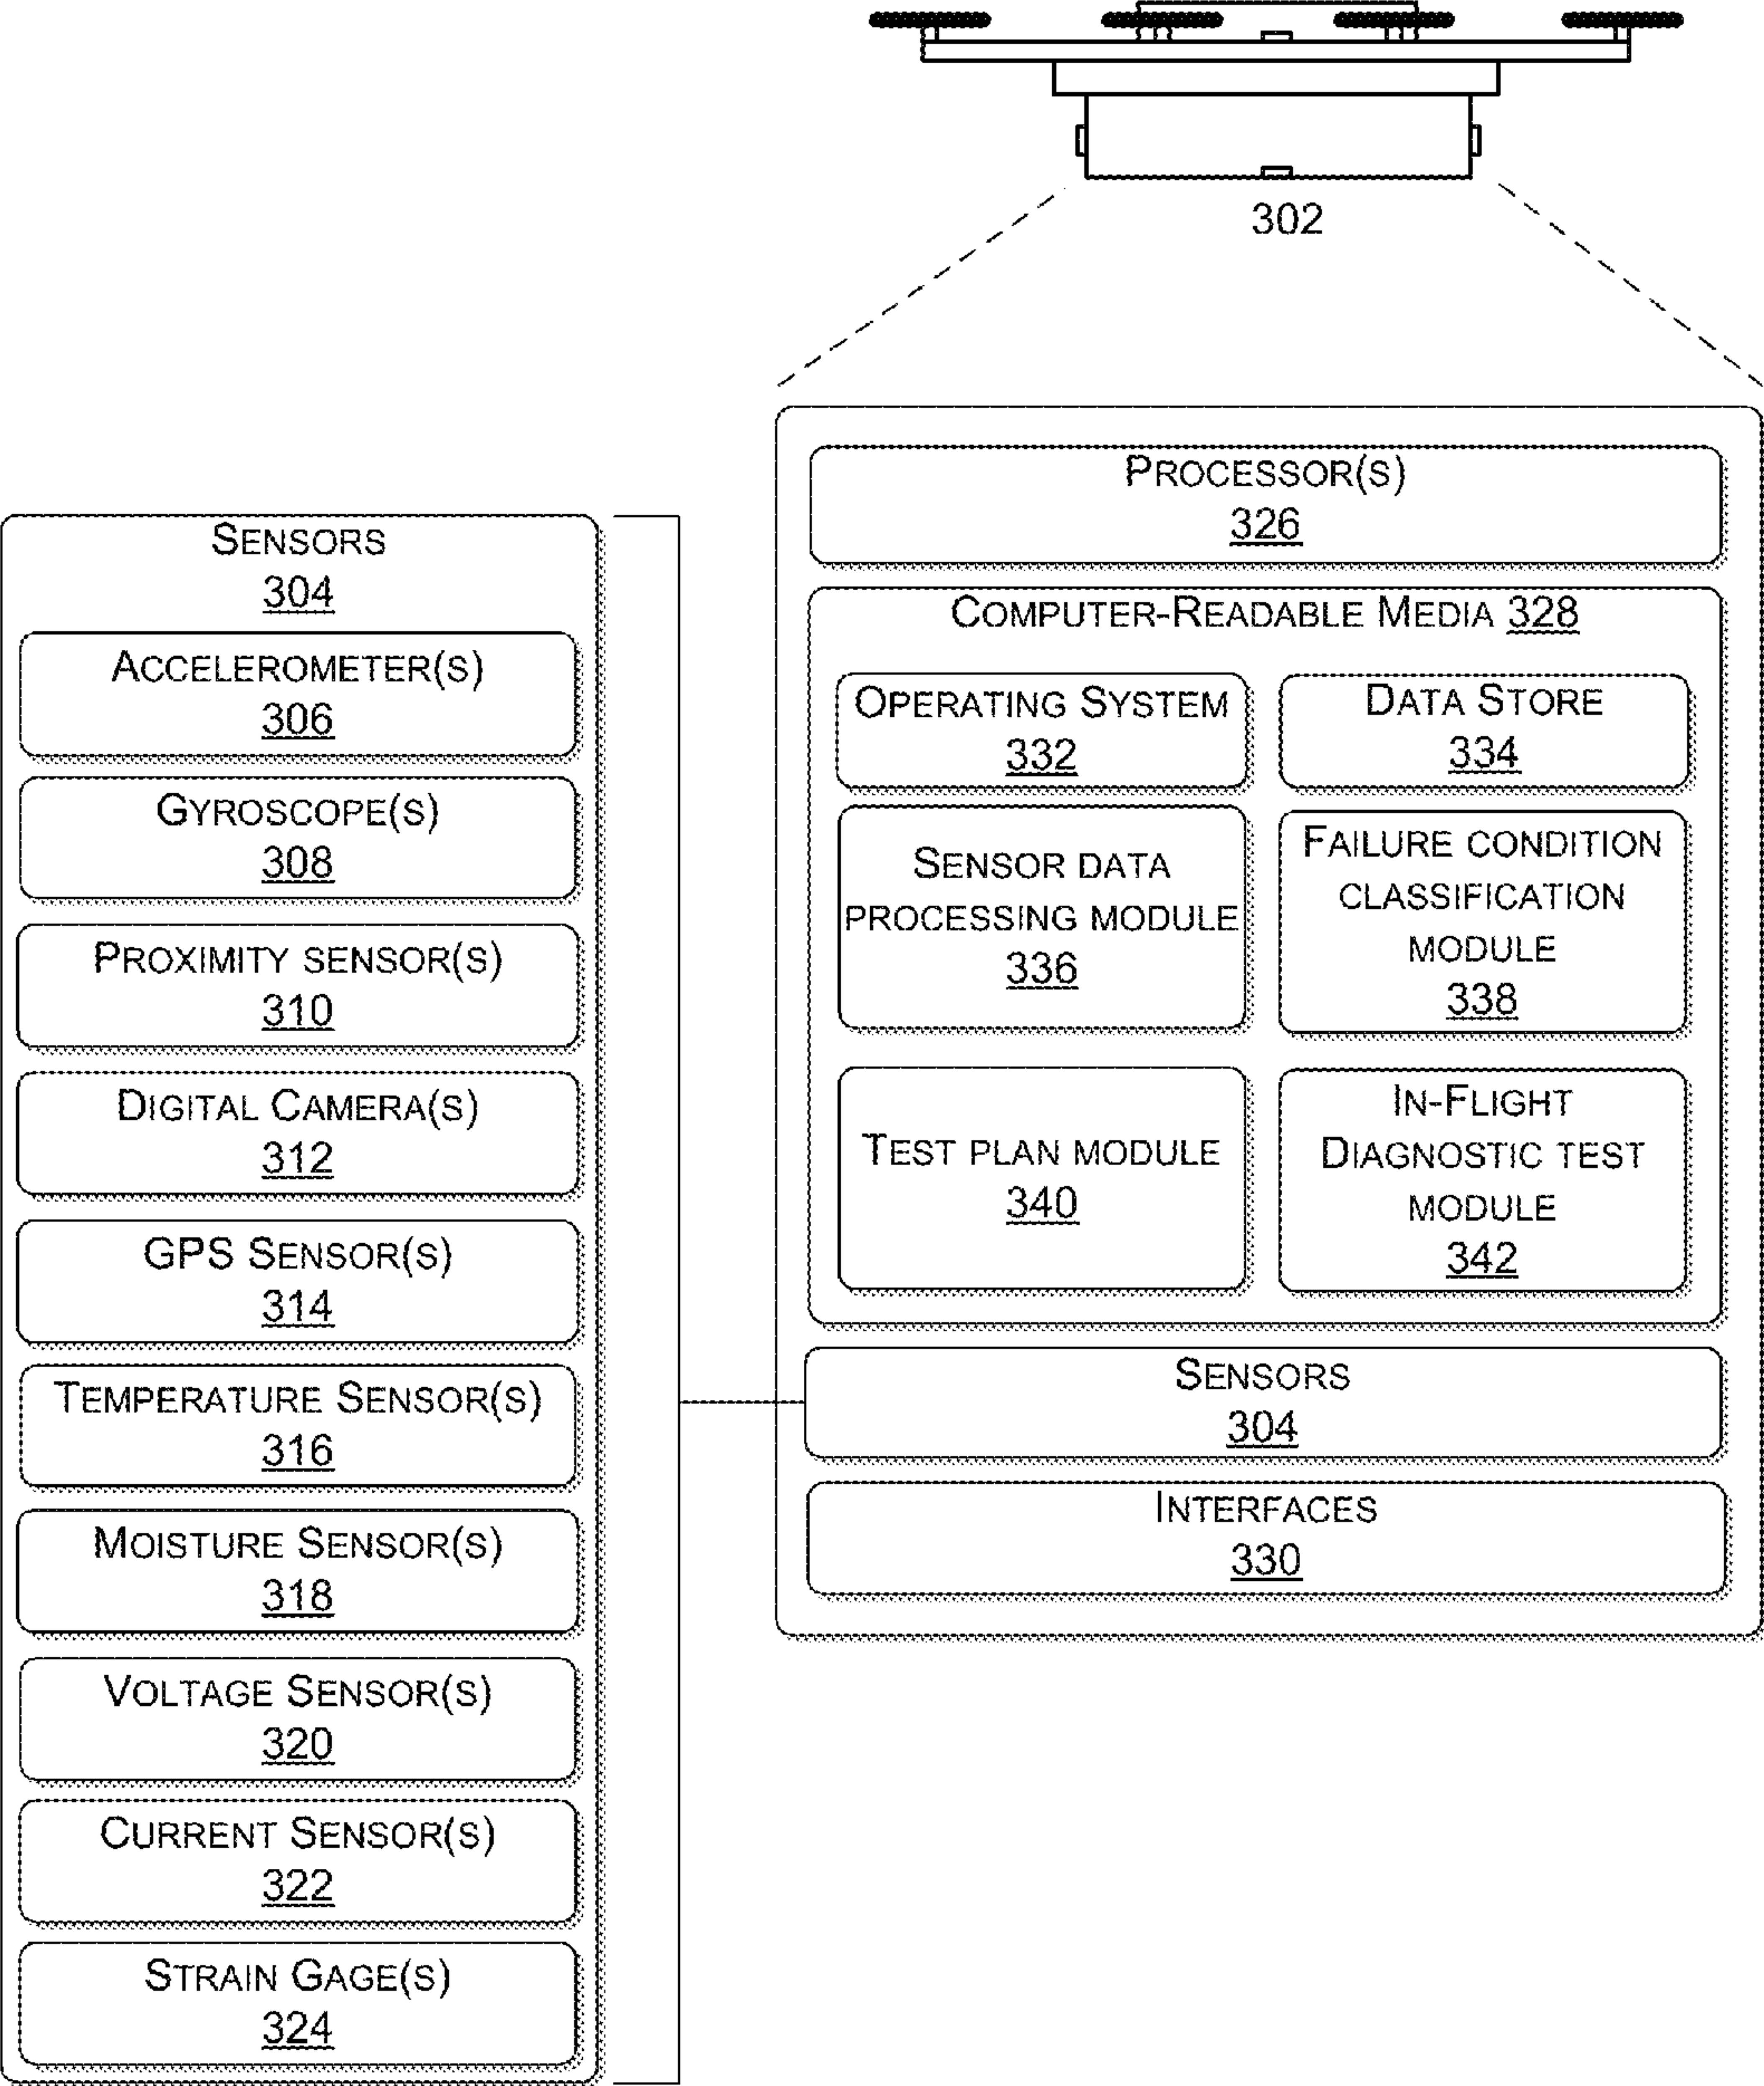 302
PROCESSOR(S)
326
COMPUTER-READABLE MEDIA 328
OPERATING SYSTEM
332
DATA STORE
334
SENSOR DATA
PROCESSING MODULE
336
FAILURE CONDITION
CLASSIFICATION
MODULE
338
TEST PLAN MODULE
340
IN-FLIGHT
DIAGNOSTIC TEST
MODULE
342
SENSORS
304
INTERFACES
330
SENSORS
304
ACCELEROMETER(S)
306
GYROSCOPE(S)
308
PROXIMITY SENSOR(S)
310
DIGITAL CAMERA(S)
312
GPS SENSOR(S)
314
TEMPERATURE SENSOR(S)
316
MOISTURE SENSOR(S)
318
VOLTAGE SENSOR(S)
320
CURRENT SENSOR(S)
322
STRAIN GAGE(S)
324